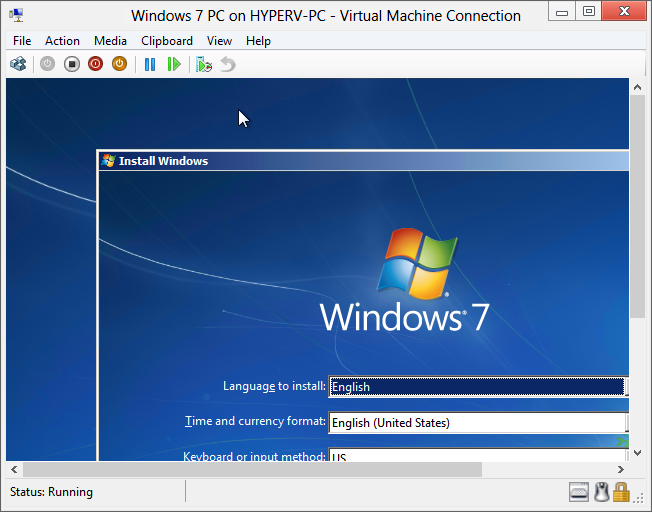 Windows 7 PC on HYPERV-PC - Virtual Machine Connection
File Action Media Clipboard View Help
Install Windows
Windows 7
Language to install: English
Time and currency format: English (United States)
Keyboard or input method: US
Status: Running